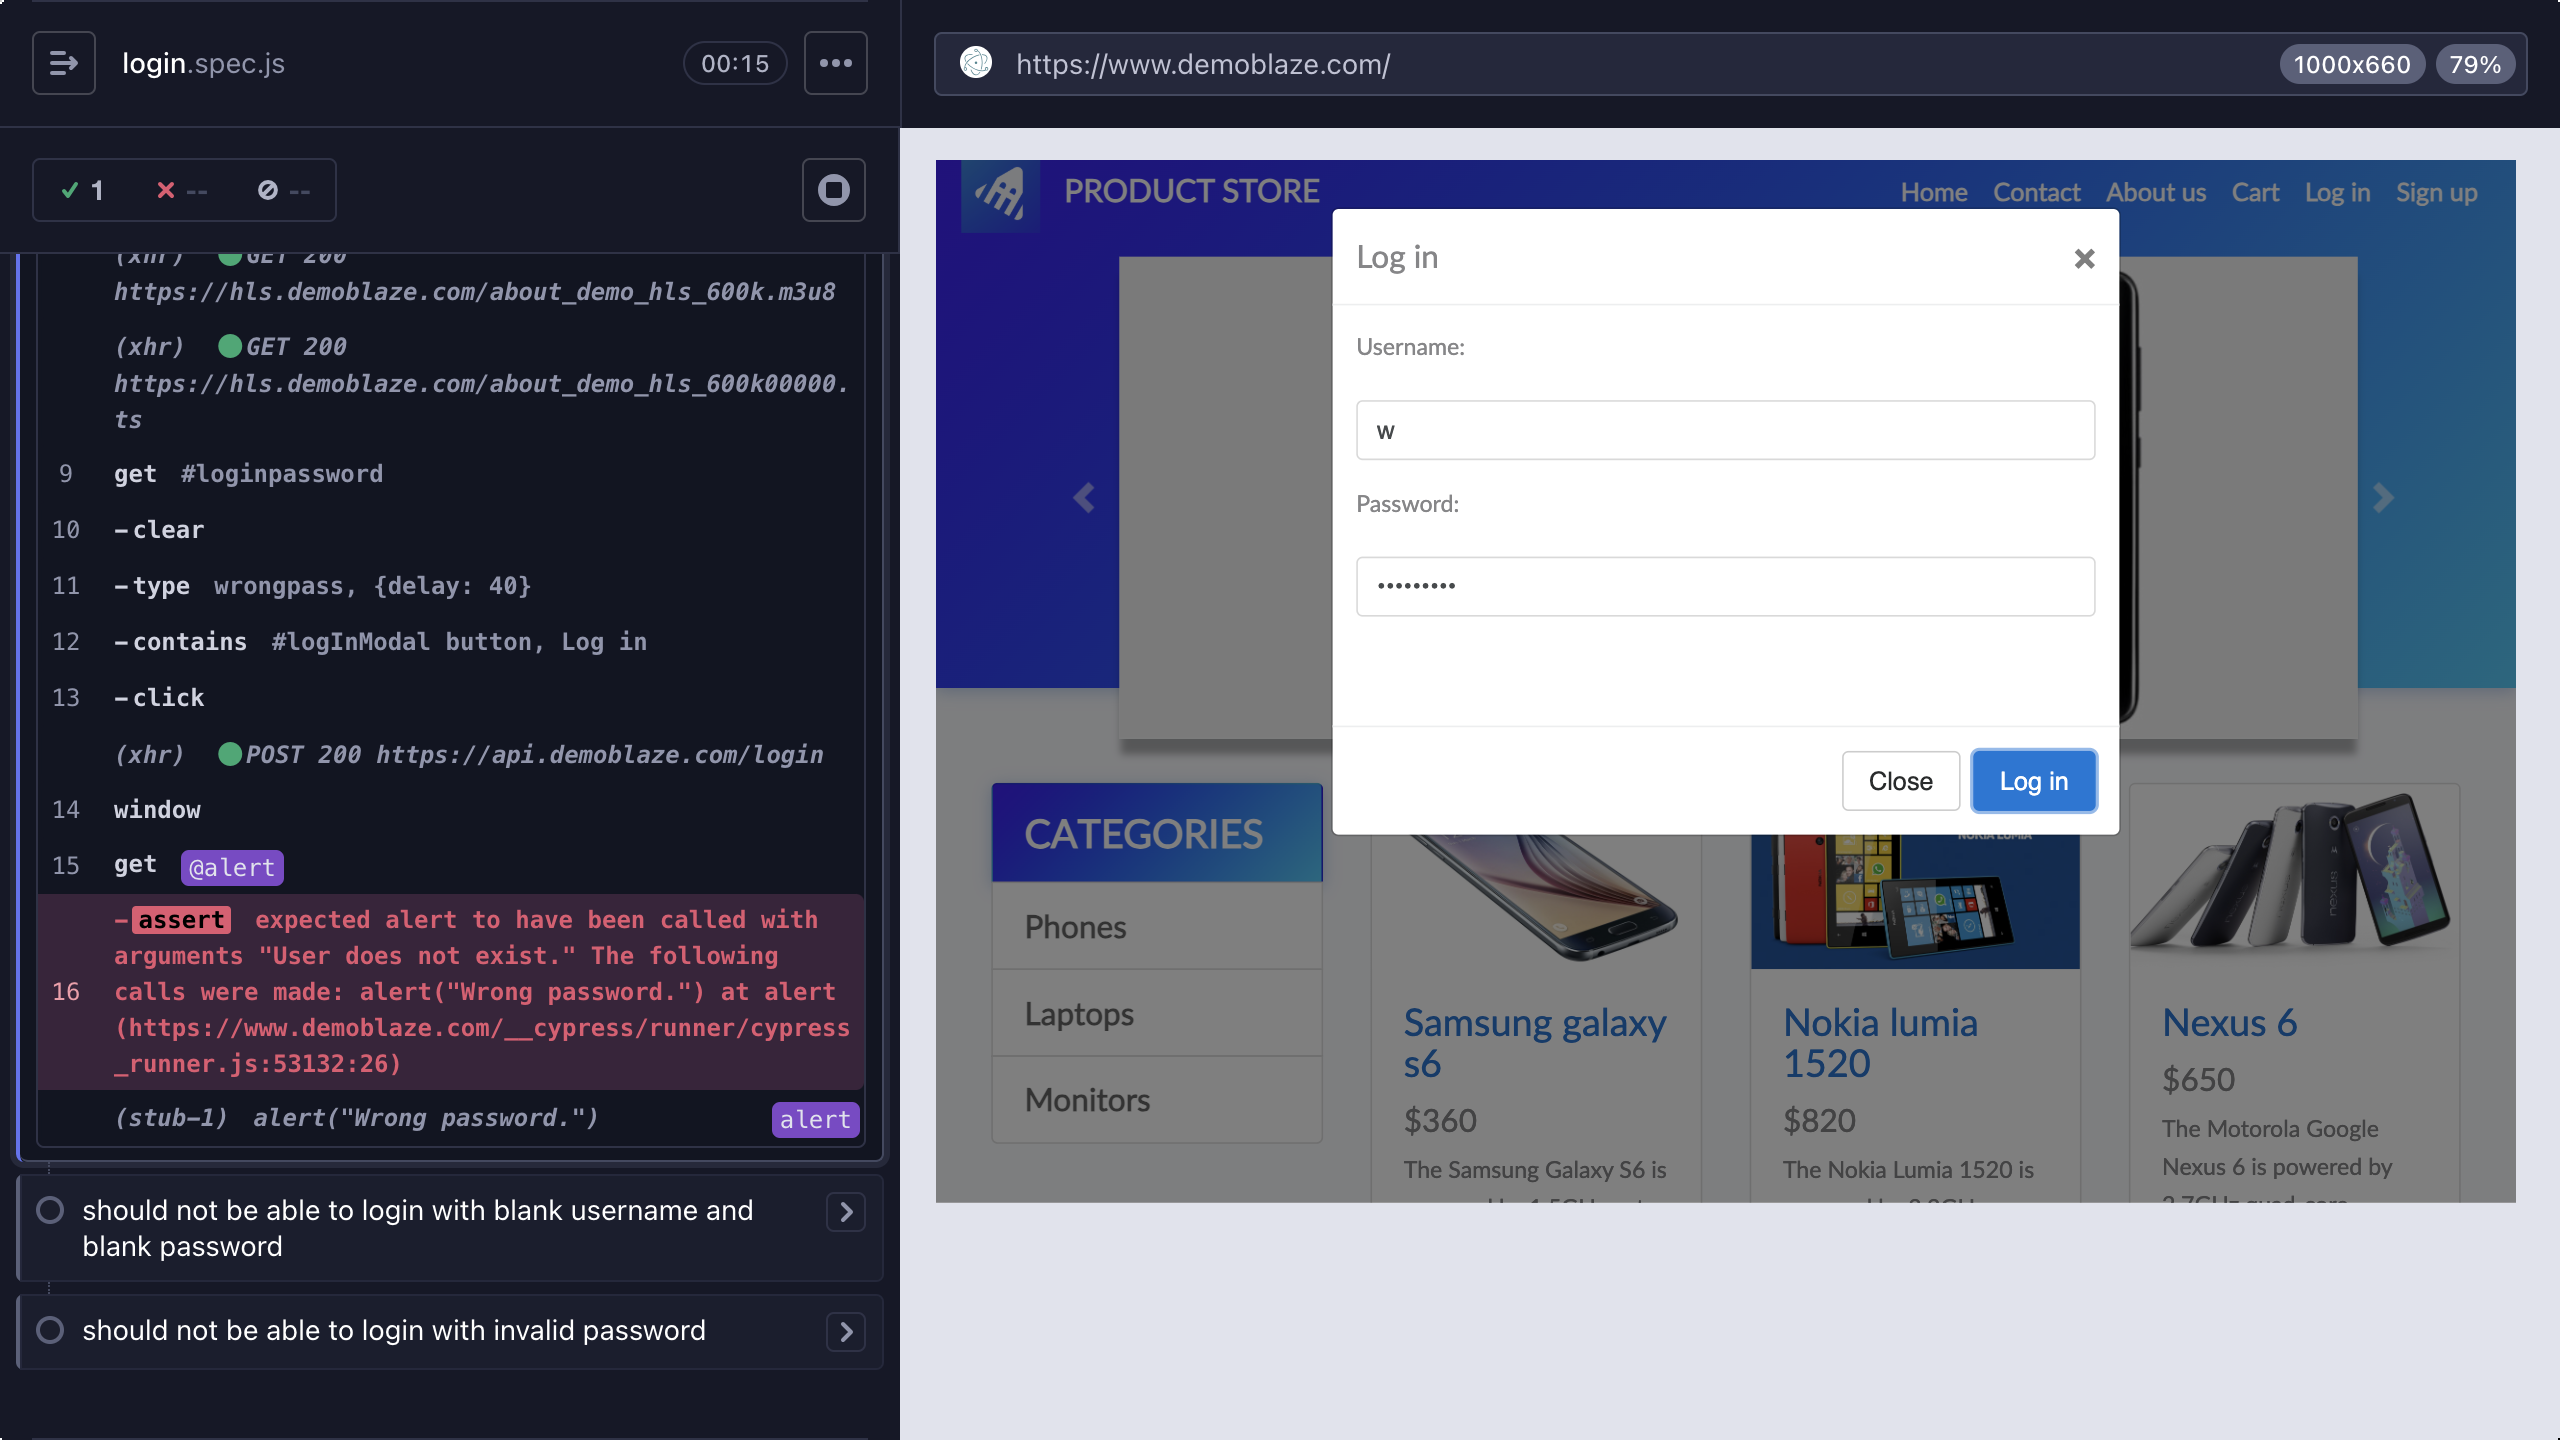 login.spec.js
00:15
https://www.demoblaze.com/
1000x660
79%
1
--
--
(xhr) GET 200
https://hls.demoblaze.com/about_demo_hls_600k.m3u8
(xhr) GET 200
https://hls.demoblaze.com/about_demo_hls_600k00000.
ts
9 get #loginpassword
10 -clear
11 -type wrongpass, {delay: 40}
12 -contains #logInModal button, Log in
13 -click
(xhr) POST 200 https://api.demoblaze.com/login
14 window
15 get @alert
-assert expected alert to have been called with
arguments "User does not exist." The following
16 calls were made: alert("Wrong password.") at alert
(https://www.demoblaze.com/__cypress/runner/cypress
_runner.js:53132:26)
(stub-1) alert("Wrong password.") alert
should not be able to login with blank username and
blank password
should not be able to login with invalid password
PRODUCT STORE
Home Contact About us Cart Log in Sign up
Log in
Username:
w
Password:
•••••••••
Close
Log in
CATEGORIES
Phones
Laptops
Monitors
NOKIA LUMIA
Samsung galaxy
s6
$360
The Samsung Galaxy S6 is
Nokia lumia
1520
$820
The Nokia Lumia 1520 is
Nexus 6
$650
The Motorola Google
Nexus 6 is powered by